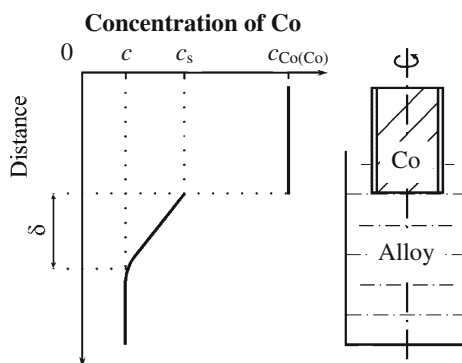 Concentration of Co
0 c cs cCo(Co)
Distance
δ
Co
Alloy